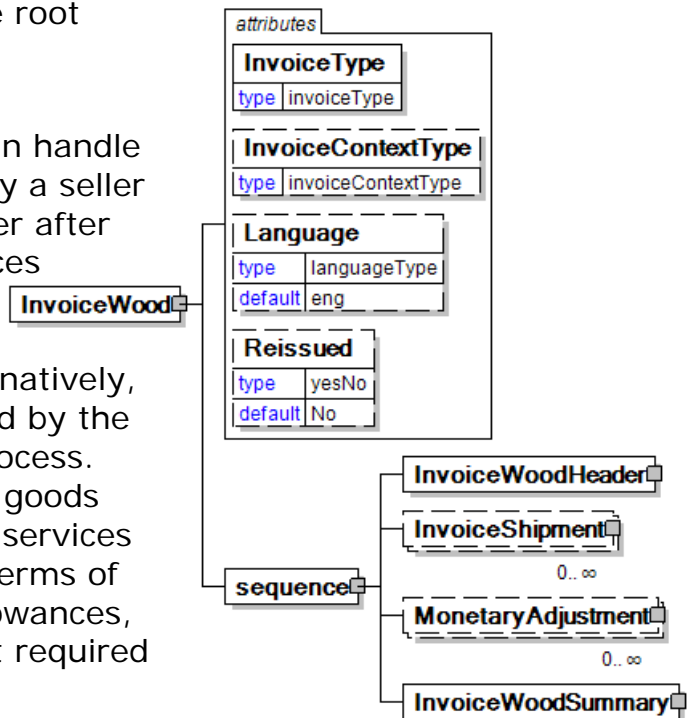 e root
n handle
y a seller
er after
ces
natively,
d by the
ocess.
goods
services
erms of
owances,
t required
InvoiceWood
attributes
InvoiceType
type invoiceType
InvoiceContextType
type invoiceContextType
Language
type languageType
default eng
Reissued
type yesNo
default No
sequence
InvoiceWoodHeader
InvoiceShipment
0.. ∞
MonetaryAdjustment
0.. ∞
InvoiceWoodSummary